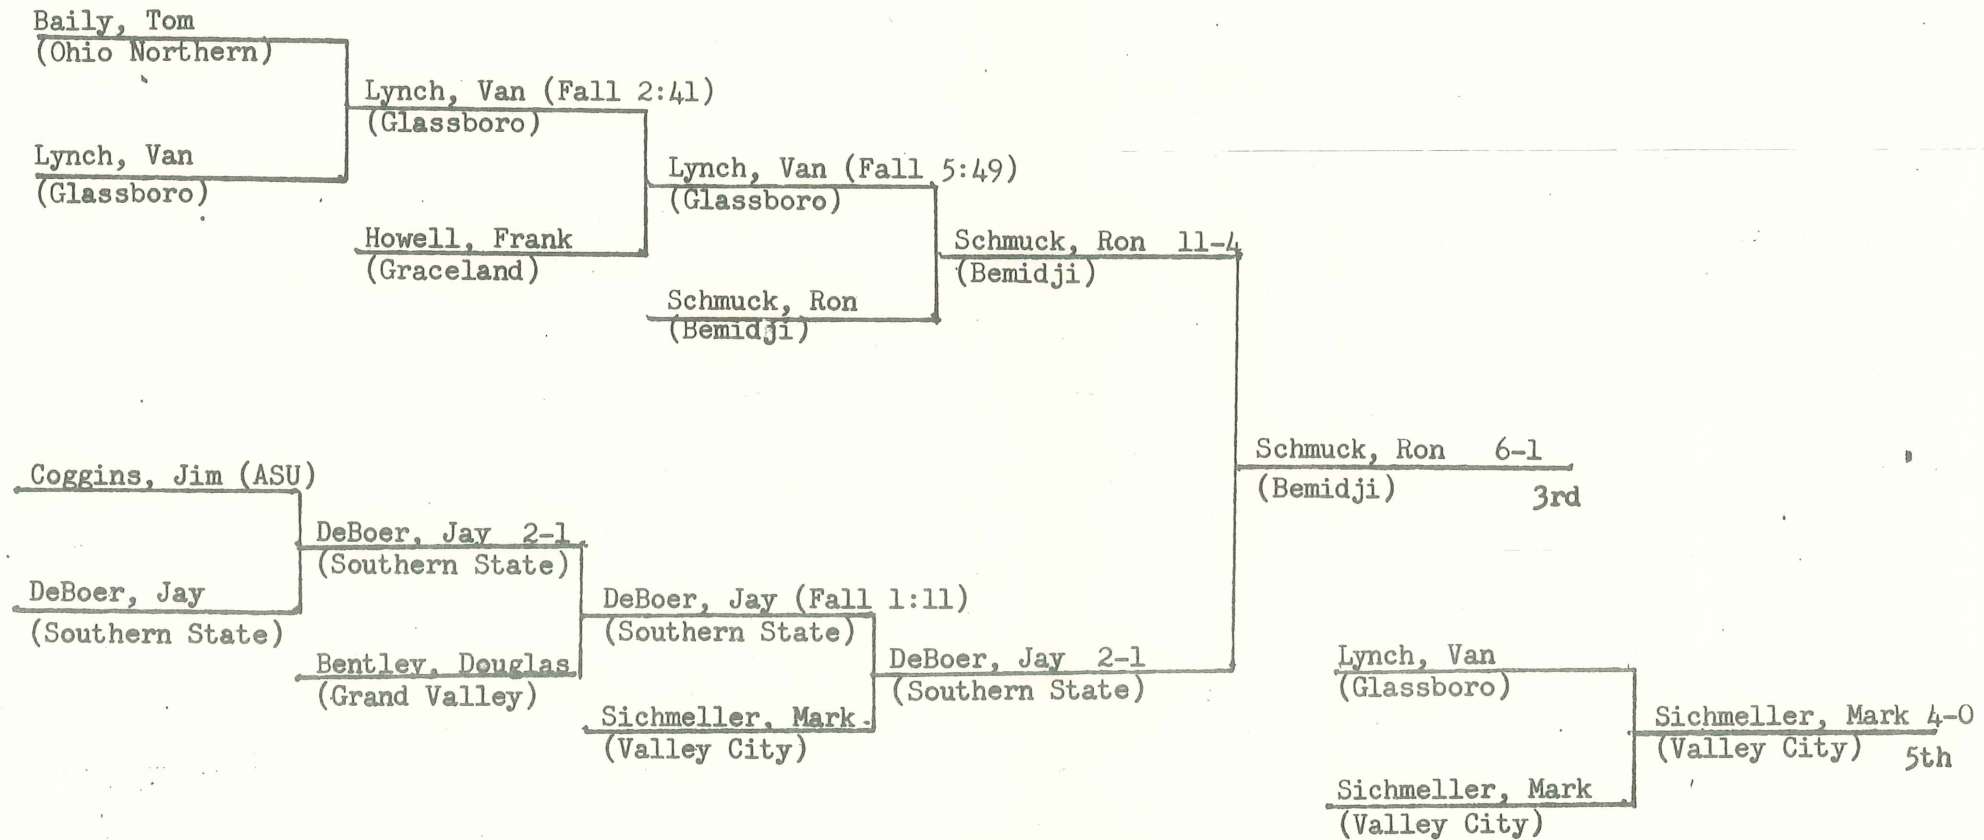 Baily, Tom
(Ohio Northern)
Lynch, Van (Fall 2:41)
(Glassboro)
Lynch, Van
(Glassboro)
Lynch, Van (Fall 5:49)
(Glassboro)
Howell, Frank
(Graceland)
Schmuck, Ron 11-4
(Bemidji)
Schmuck, Ron
(Bemidji)
Schmuck, Ron 6-1
(Bemidji) 3rd
Coggins, Jim (ASU)
DeBoer, Jay 2-1
(Southern State)
DeBoer, Jay
(Southern State)
DeBoer, Jay (Fall 1:11)
(Southern State)
Bentley, Douglas
(Grand Valley)
DeBoer, Jay 2-1
(Southern State)
Sichmeller, Mark
(Valley City)
Lynch, Van
(Glassboro)
Sichmeller, Mark 4-0
(Valley City) 5th
Sichmeller, Mark
(Valley City)